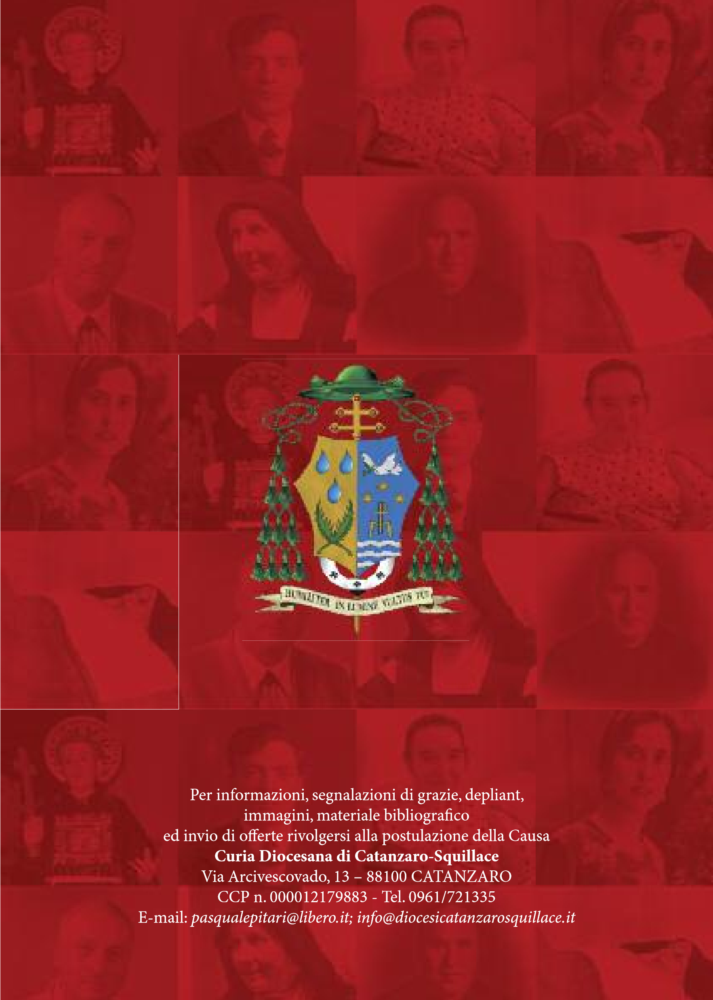 IN LUMINE VULTUS TUI
Per informazioni, segnalazioni di grazie, depliant,
immagini, materiale bibliografico
ed invio di offerte rivolgersi alla postulazione della Causa
Curia Diocesana di Catanzaro-Squillace
Via Arcivescovado, 13 – 88100 CATANZARO
CCP n. 000012179883 - Tel. 0961/721335
E-mail: pasqualepitari@libero.it; info@diocesicatanzarosquillace.it